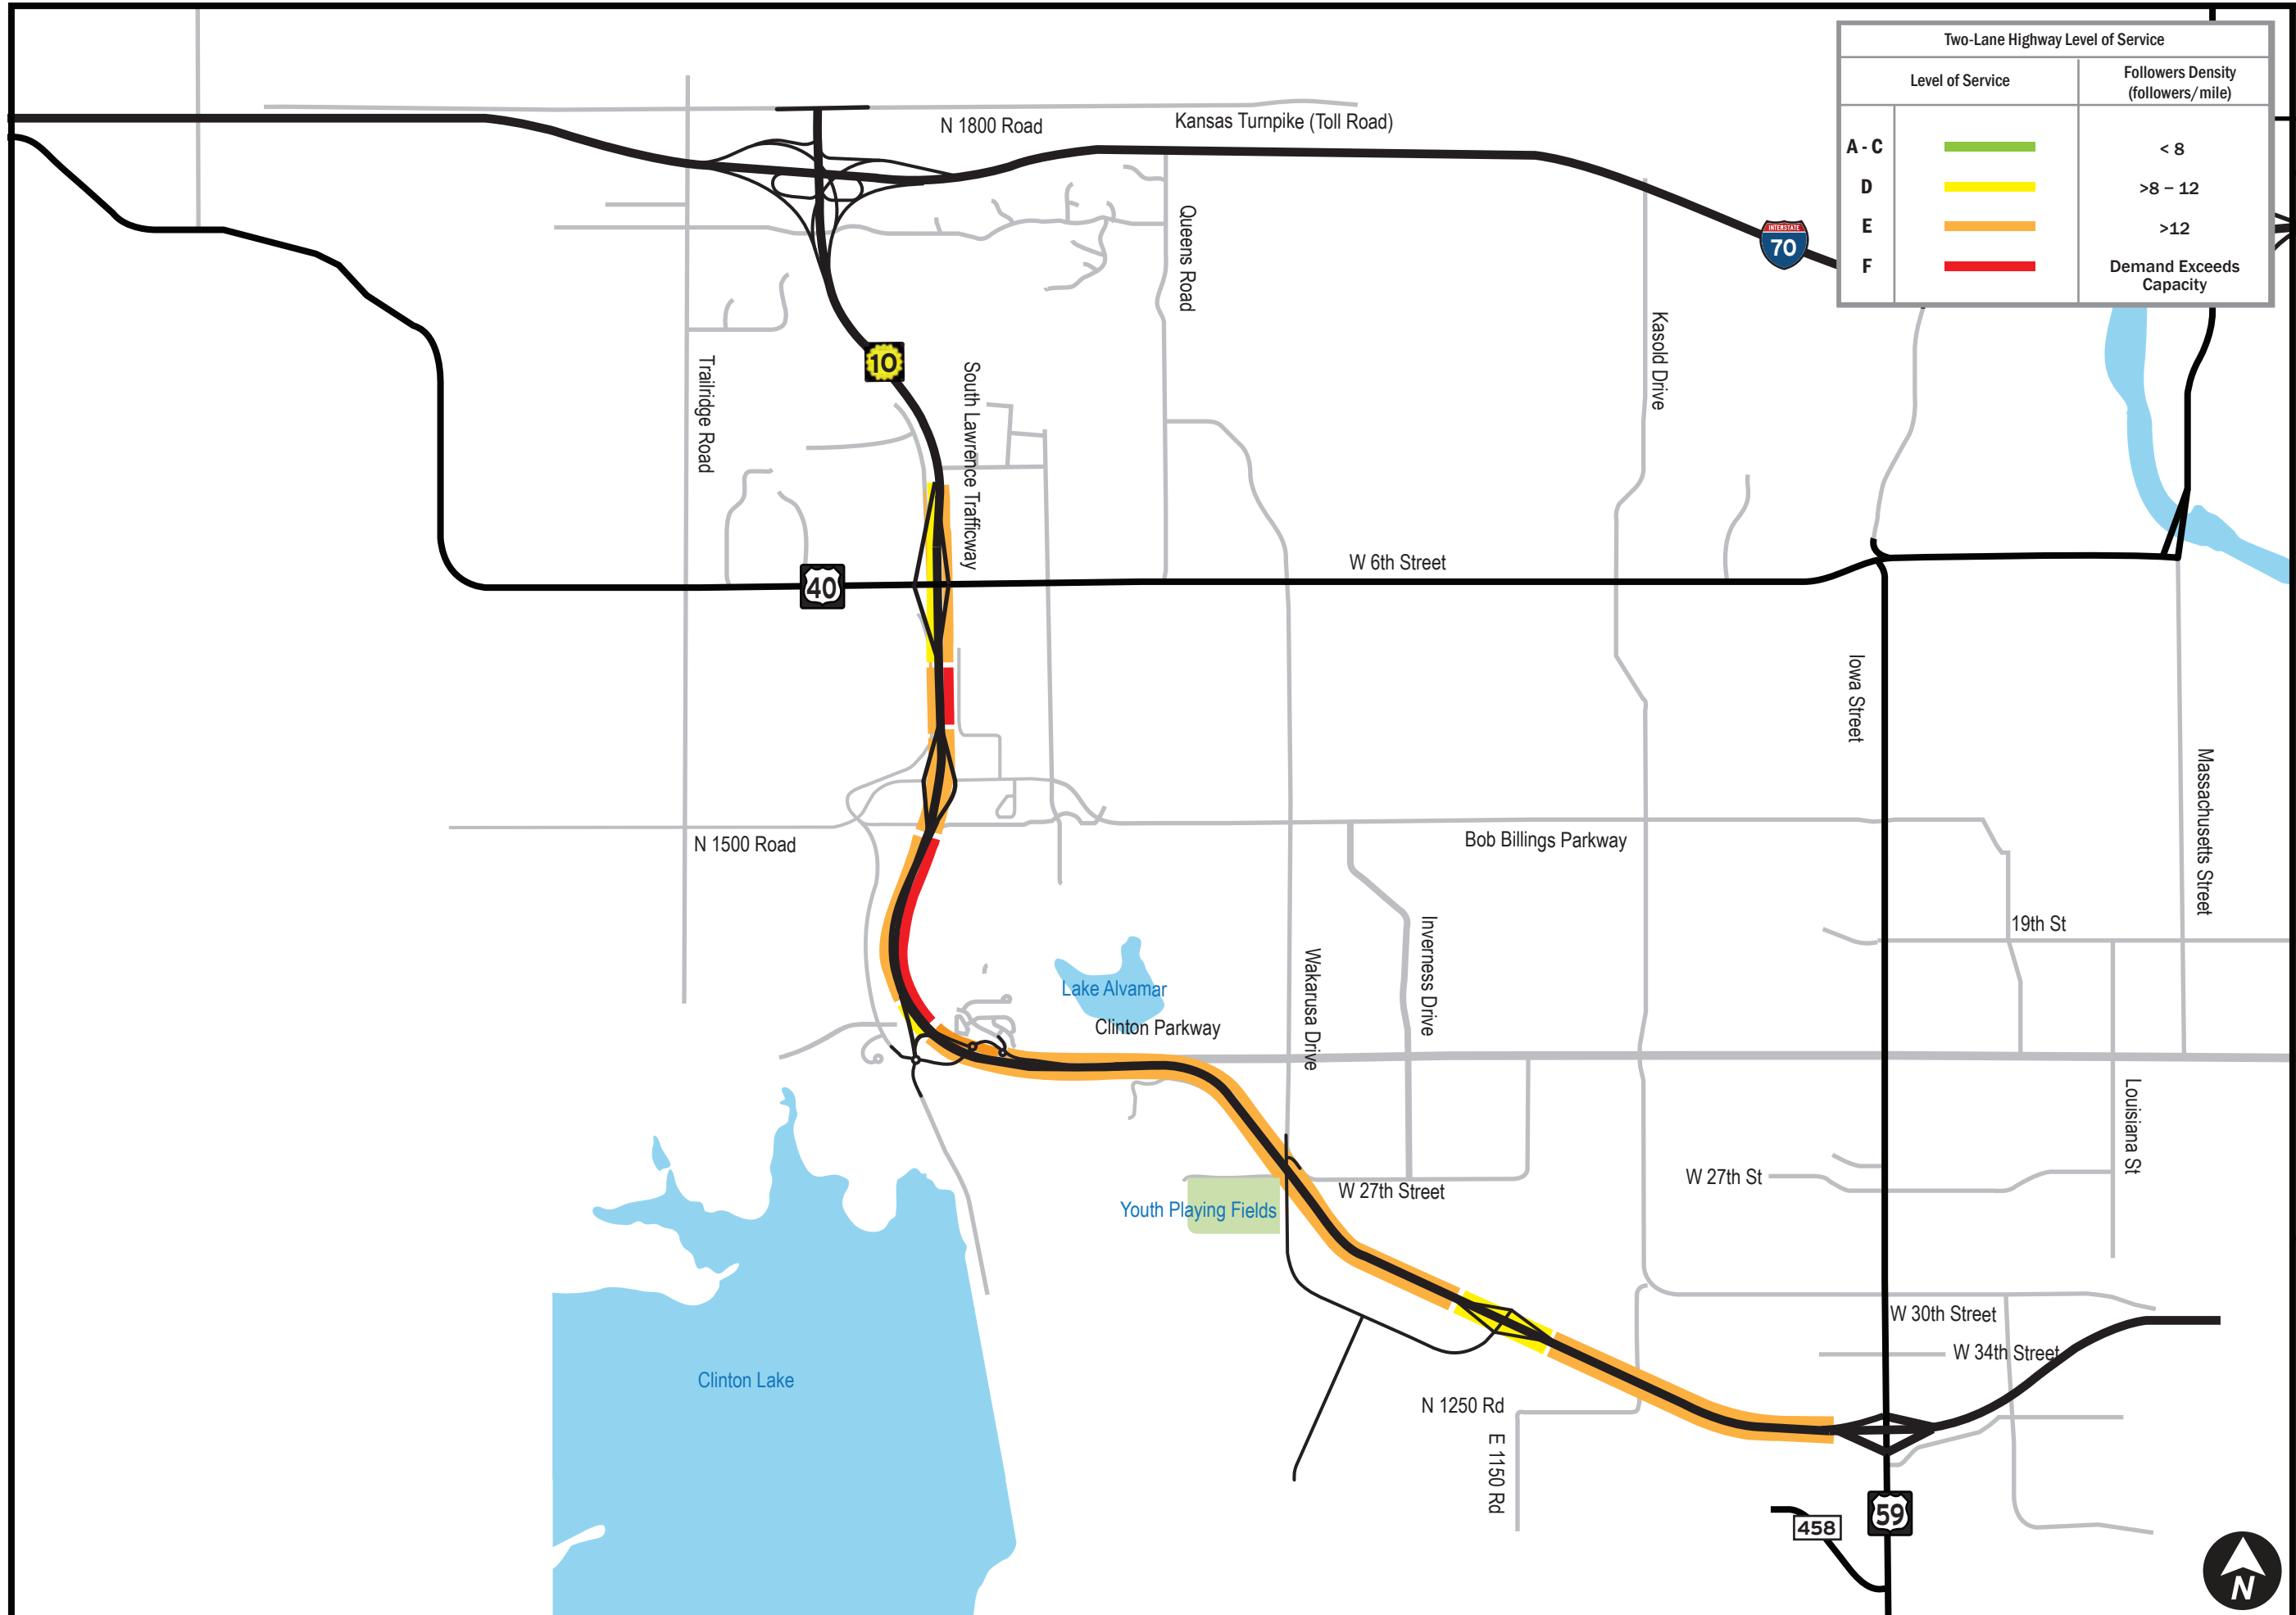 Two-Lane Highway Level of Service
Level of Service
Followers Density
(followers/mile)
A - C
< 8
D
>8 – 12
E
>12
F
Demand Exceeds
Capacity
N 1800 Road
Kansas Turnpike (Toll Road)
INTERSTATE
70
Queens Road
Kasold Drive
10
South Lawrence Trafficway
Trailridge Road
W 6th Street
40
Iowa Street
Massachusetts Street
N 1500 Road
Bob Billings Parkway
19th St
Inverness Drive
Wakarusa Drive
Lake Alvamar
Clinton Parkway
Louisiana St
W 27th St
W 27th Street
Youth Playing Fields
W 30th Street
W 34th Street
Clinton Lake
N 1250 Rd
E 1150 Rd
59
458
N